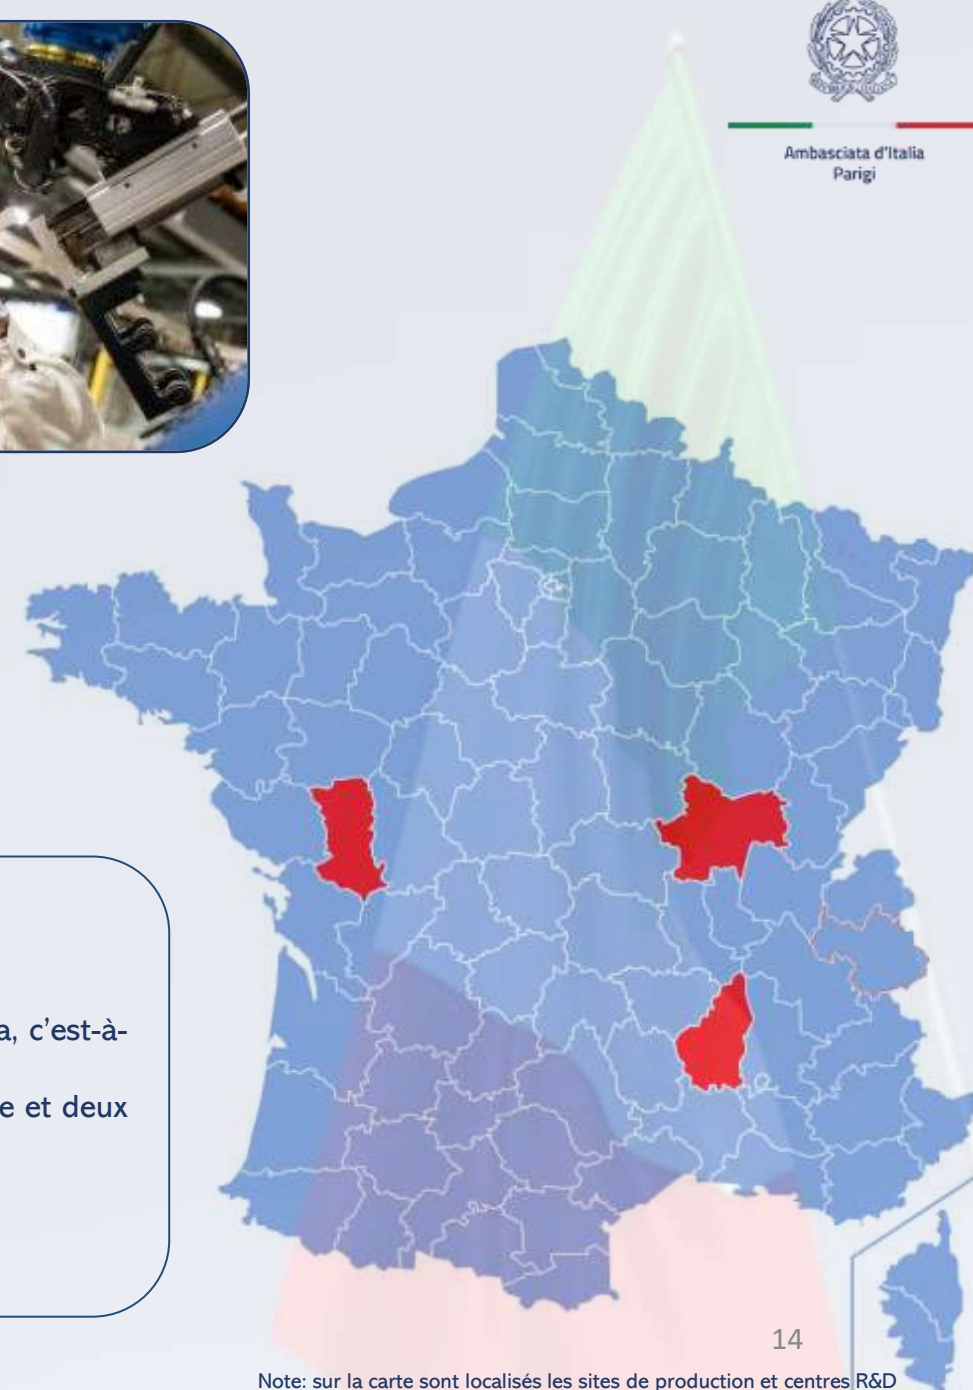 Ambasciata d'Italia
Parigi
a, c'est-à-
e et deux
14
Note: sur la carte sont localisés les sites de production et centres R&D